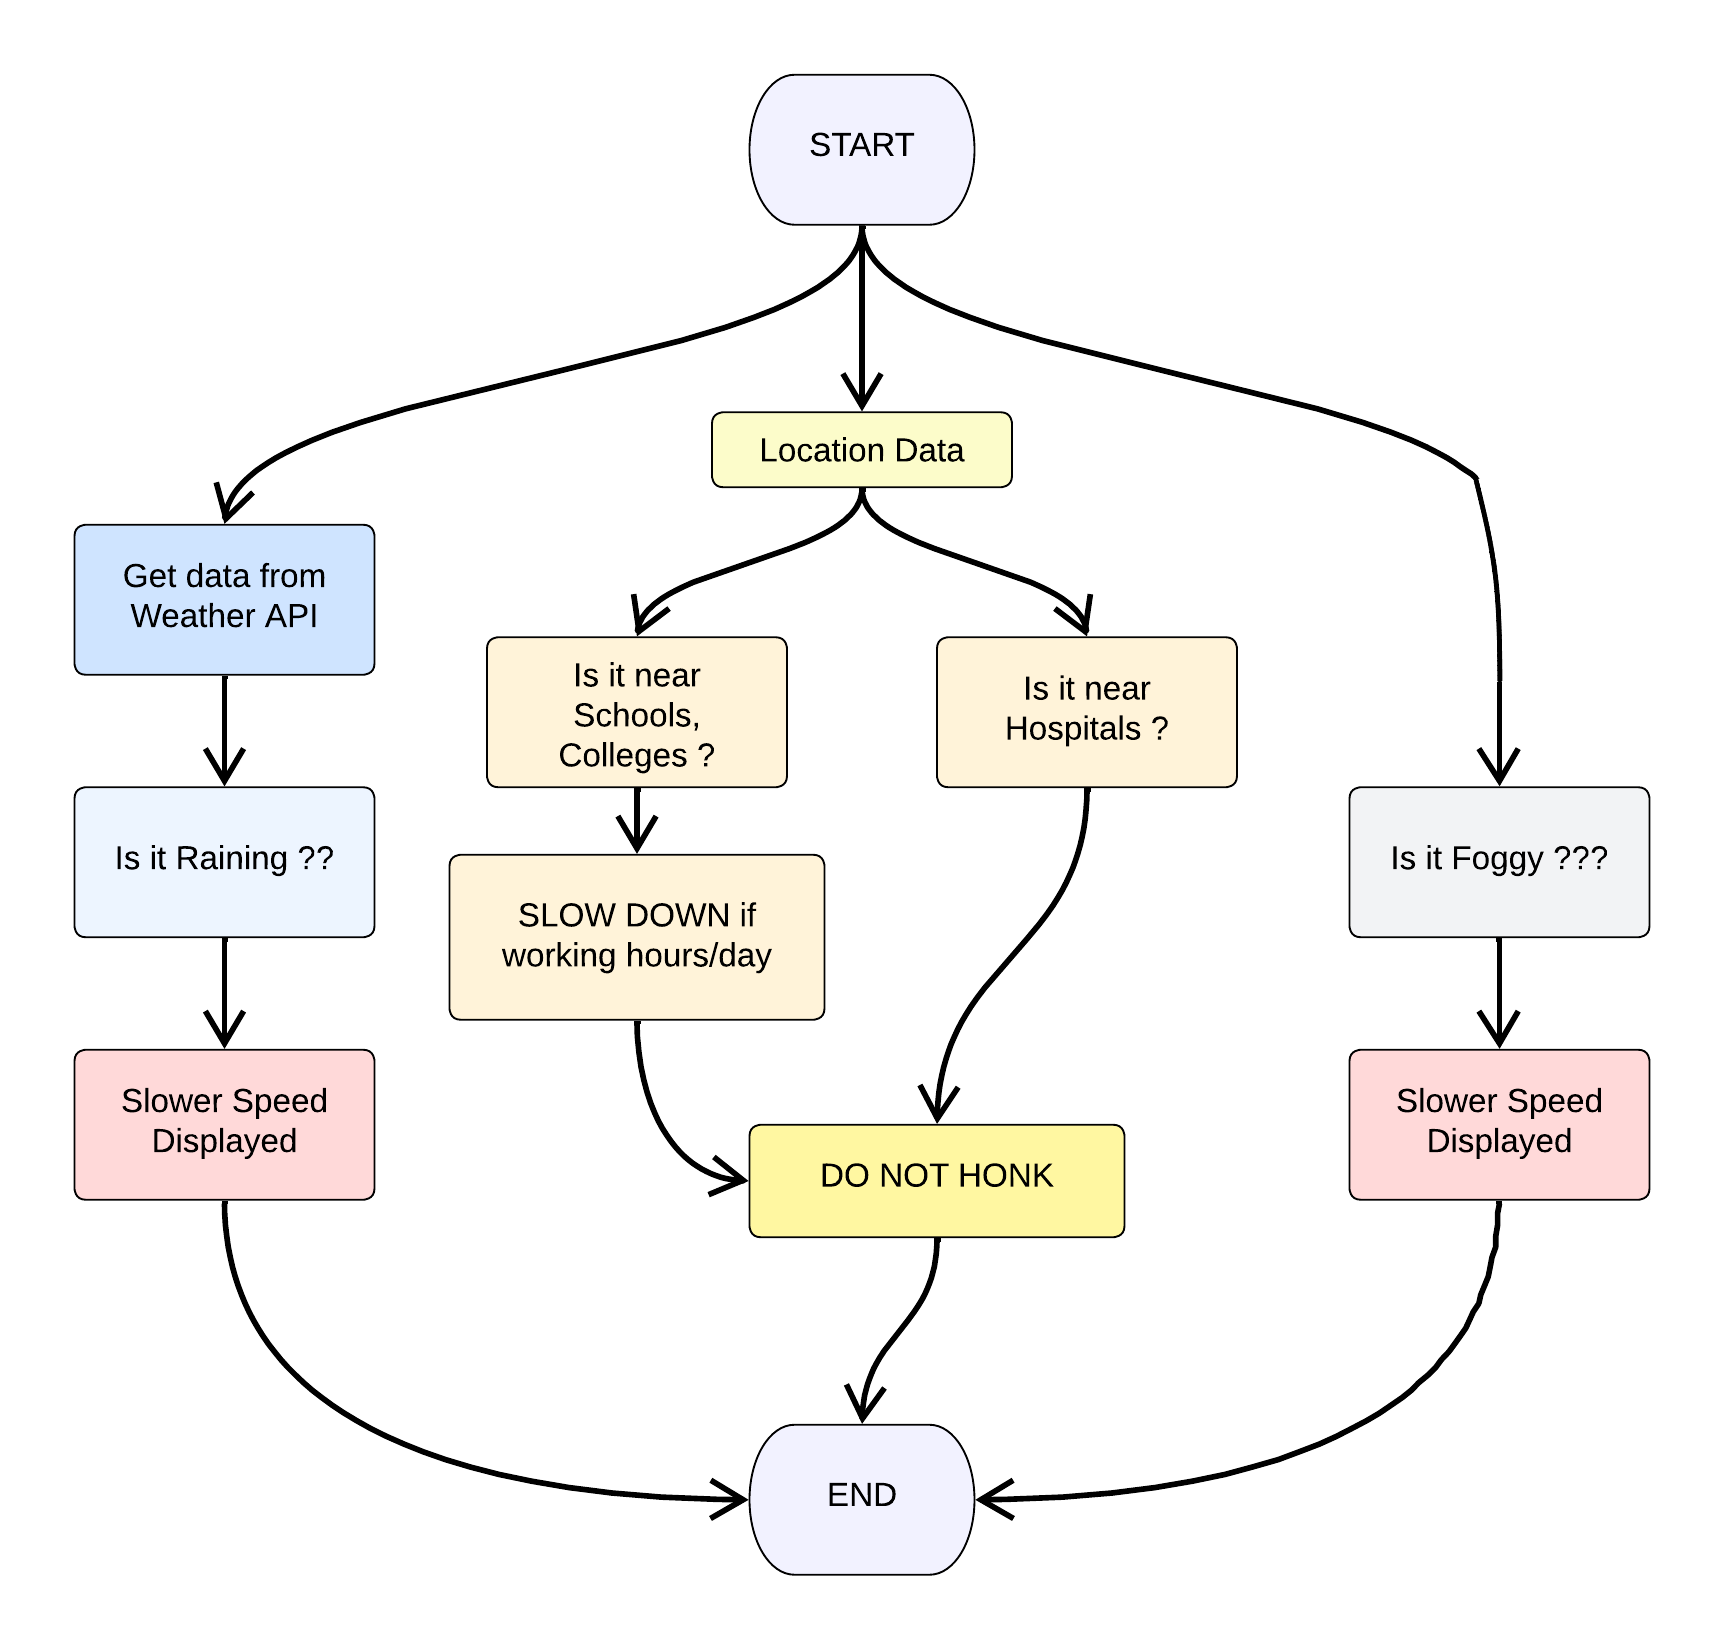 START
Location Data
Get data from
Weather API
Is it near
Schools,
Colleges ?
Is it near
Hospitals ?
Is it Raining ??
SLOW DOWN if
working hours/day
Is it Foggy ???
Slower Speed
Displayed
DO NOT HONK
Slower Speed
Displayed
END